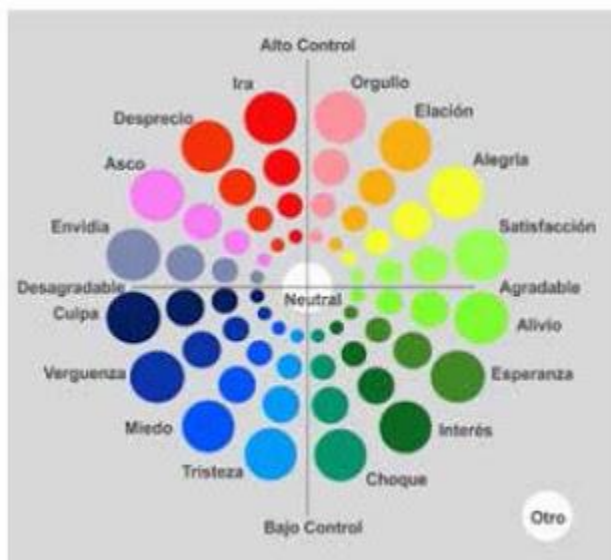 Alto Control
Ira
Orgullo
Desprecio
Elación
Asco
Alegria
Envidia
Satisfacción
Desagradable
Neutral
Agradable
Culpa
Alivio
Verguenza
Esperanza
Miedo
Interés
Tristeza
Choque
Bajo Control
Otro